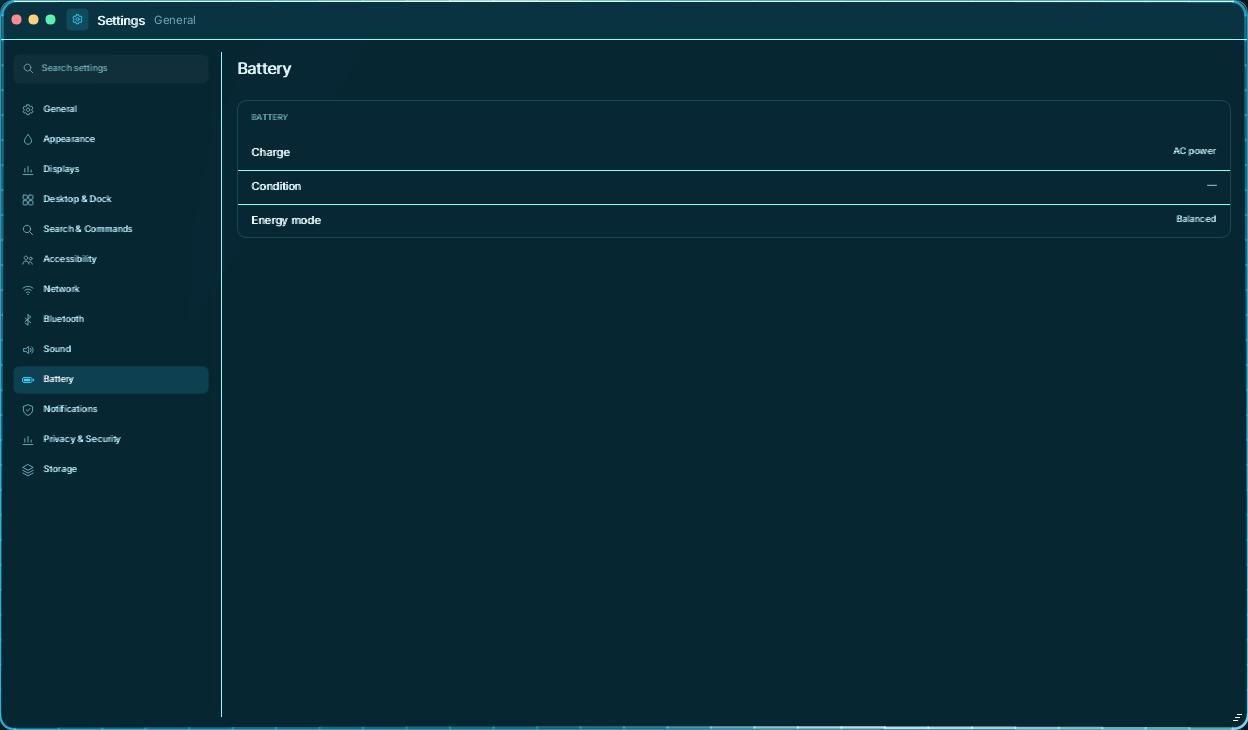 Settings General
Search settings
General
Appearance
Displays
Desktop & Dock
Search & Commands
Accessibility
Network
Bluetooth
Sound
Battery
Notifications
Privacy & Security
Storage
Battery
BATTERY
Charge AC power
Condition —
Energy mode Balanced